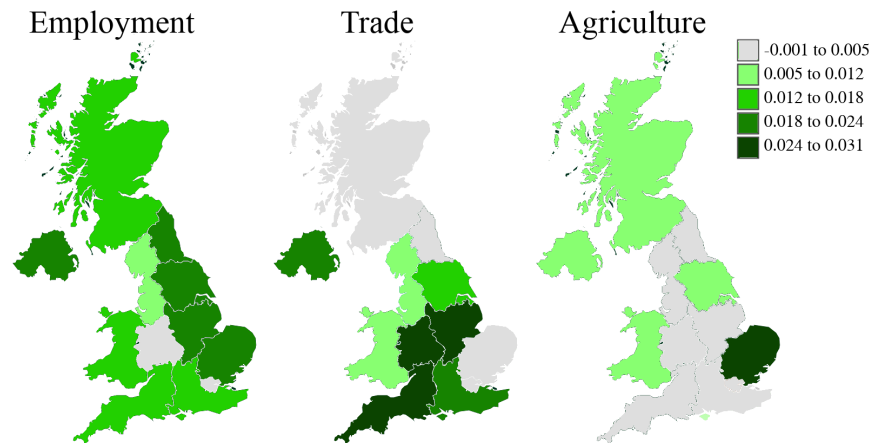 Employment
Trade
Agriculture
-0.001 to 0.005
0.005 to 0.012
0.012 to 0.018
0.018 to 0.024
0.024 to 0.031